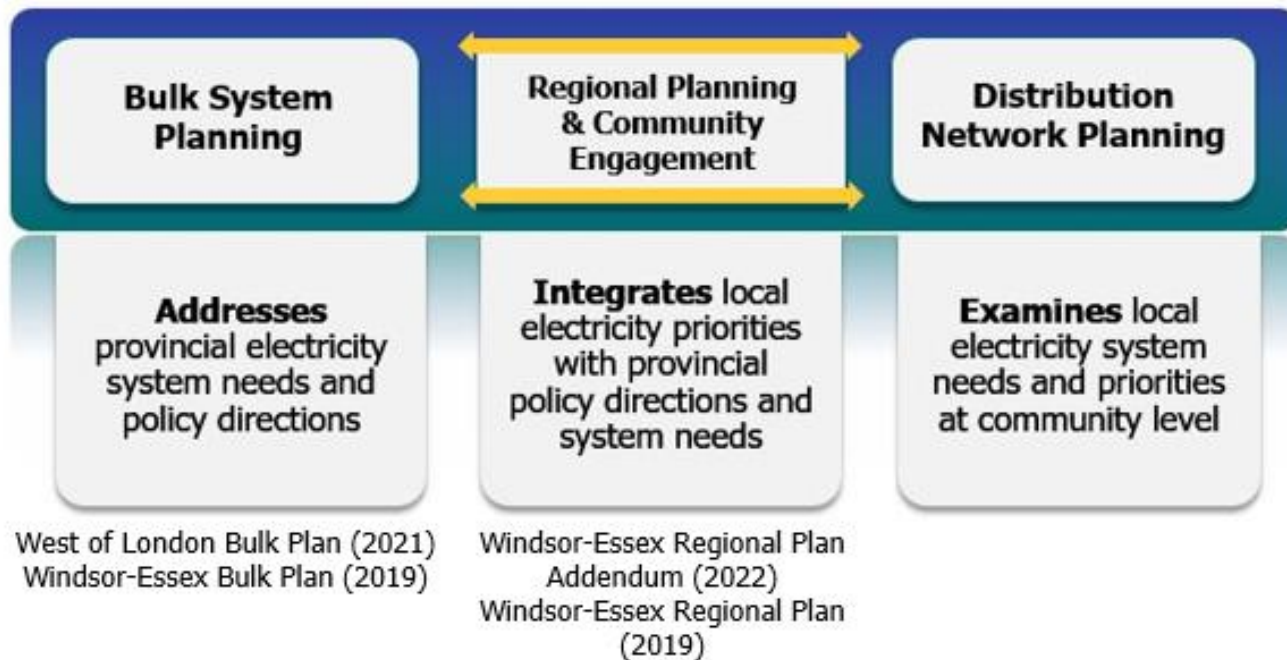 Bulk System
Planning
Regional Planning
& Community
Engagement
Distribution
Network Planning
Addresses
provincial electricity
system needs and
policy directions
Integrates local
electricity priorities
with provincial
policy directions and
system needs
Examines local
electricity system
needs and priorities
at community level
West of London Bulk Plan (2021)
Windsor-Essex Bulk Plan (2019)
Windsor-Essex Regional Plan
Addendum (2022)
Windsor-Essex Regional Plan
(2019)